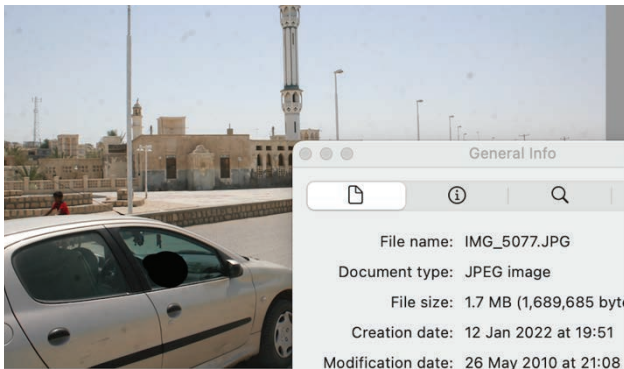 General Info
File name: IMG_5077.JPG
Document type: JPEG image
File size: 1.7 MB (1,689,685
Creation date: 12 Jan 2022 at 19:51
Modification date: 26 May 2010 at 21:08